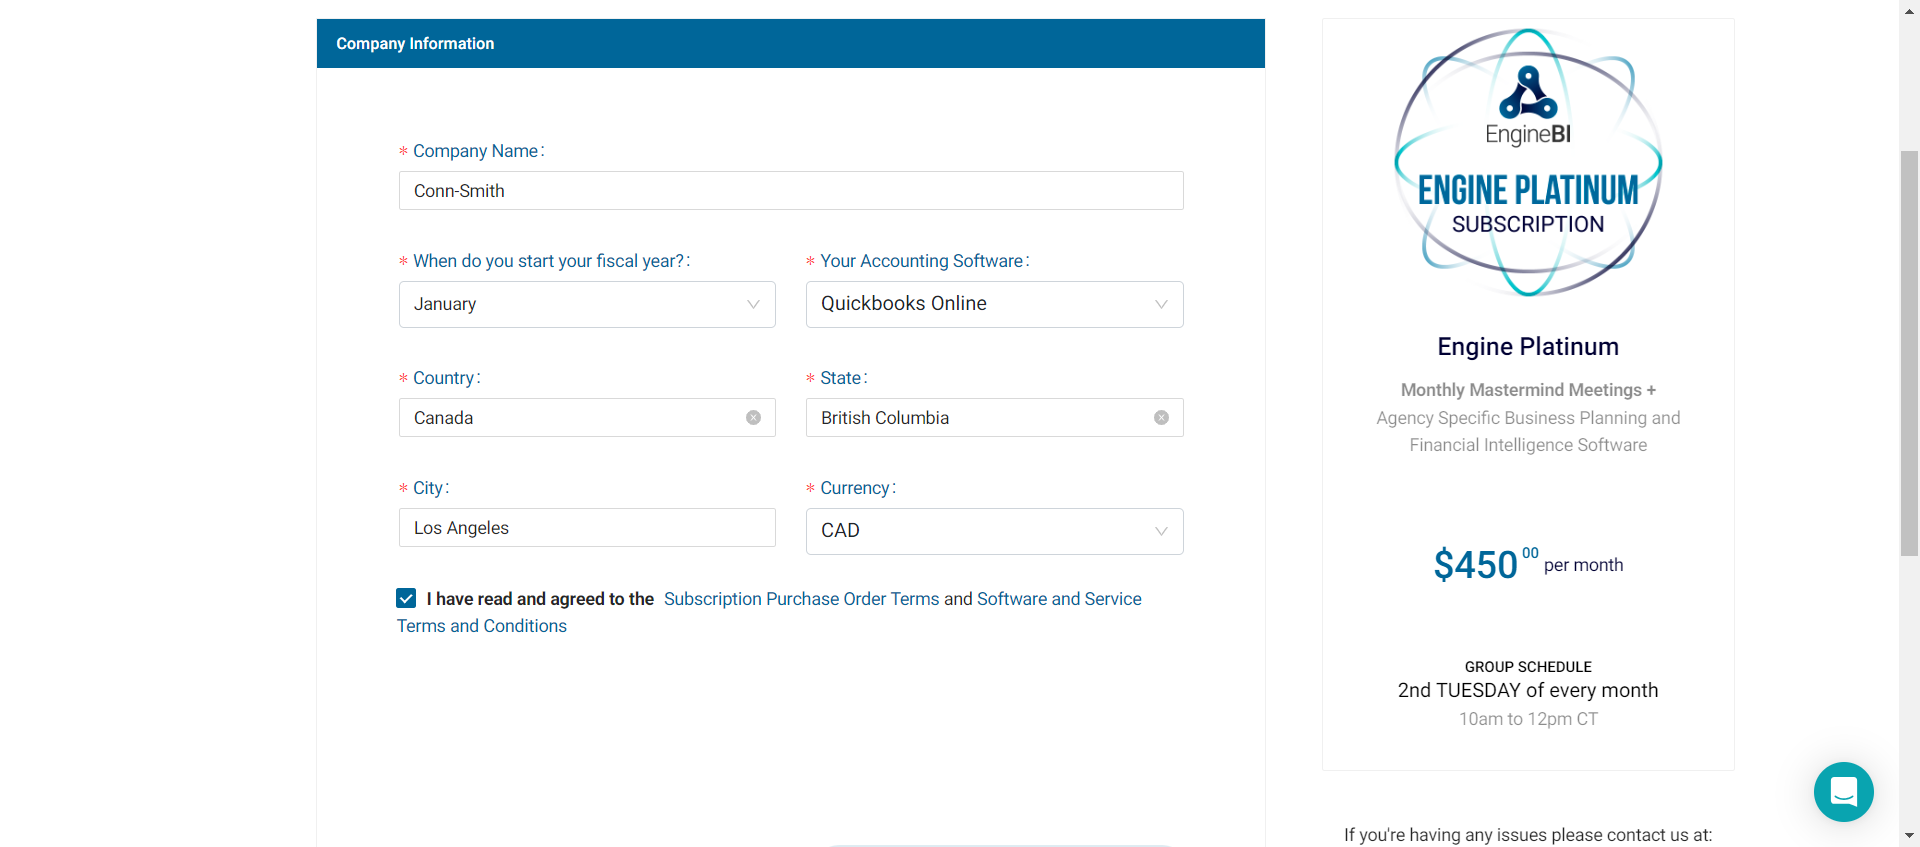 Company Information
* Company Name:
Conn-Smith
* When do you start your fiscal year?:
January
* Your Accounting Software:
Quickbooks Online
* Country:
Canada
* State:
British Columbia
* City:
Los Angeles
* Currency:
CAD
I have read and agreed to the Subscription Purchase Order Terms and Software and Service
Terms and Conditions
EngineBI
ENGINE PLATINUM
SUBSCRIPTION
Engine Platinum
Monthly Mastermind Meetings +
Agency Specific Business Planning and
Financial Intelligence Software
$450 00 per month
GROUP SCHEDULE
2nd TUESDAY of every month
10am to 12pm CT
If you're having any issues please contact us at: